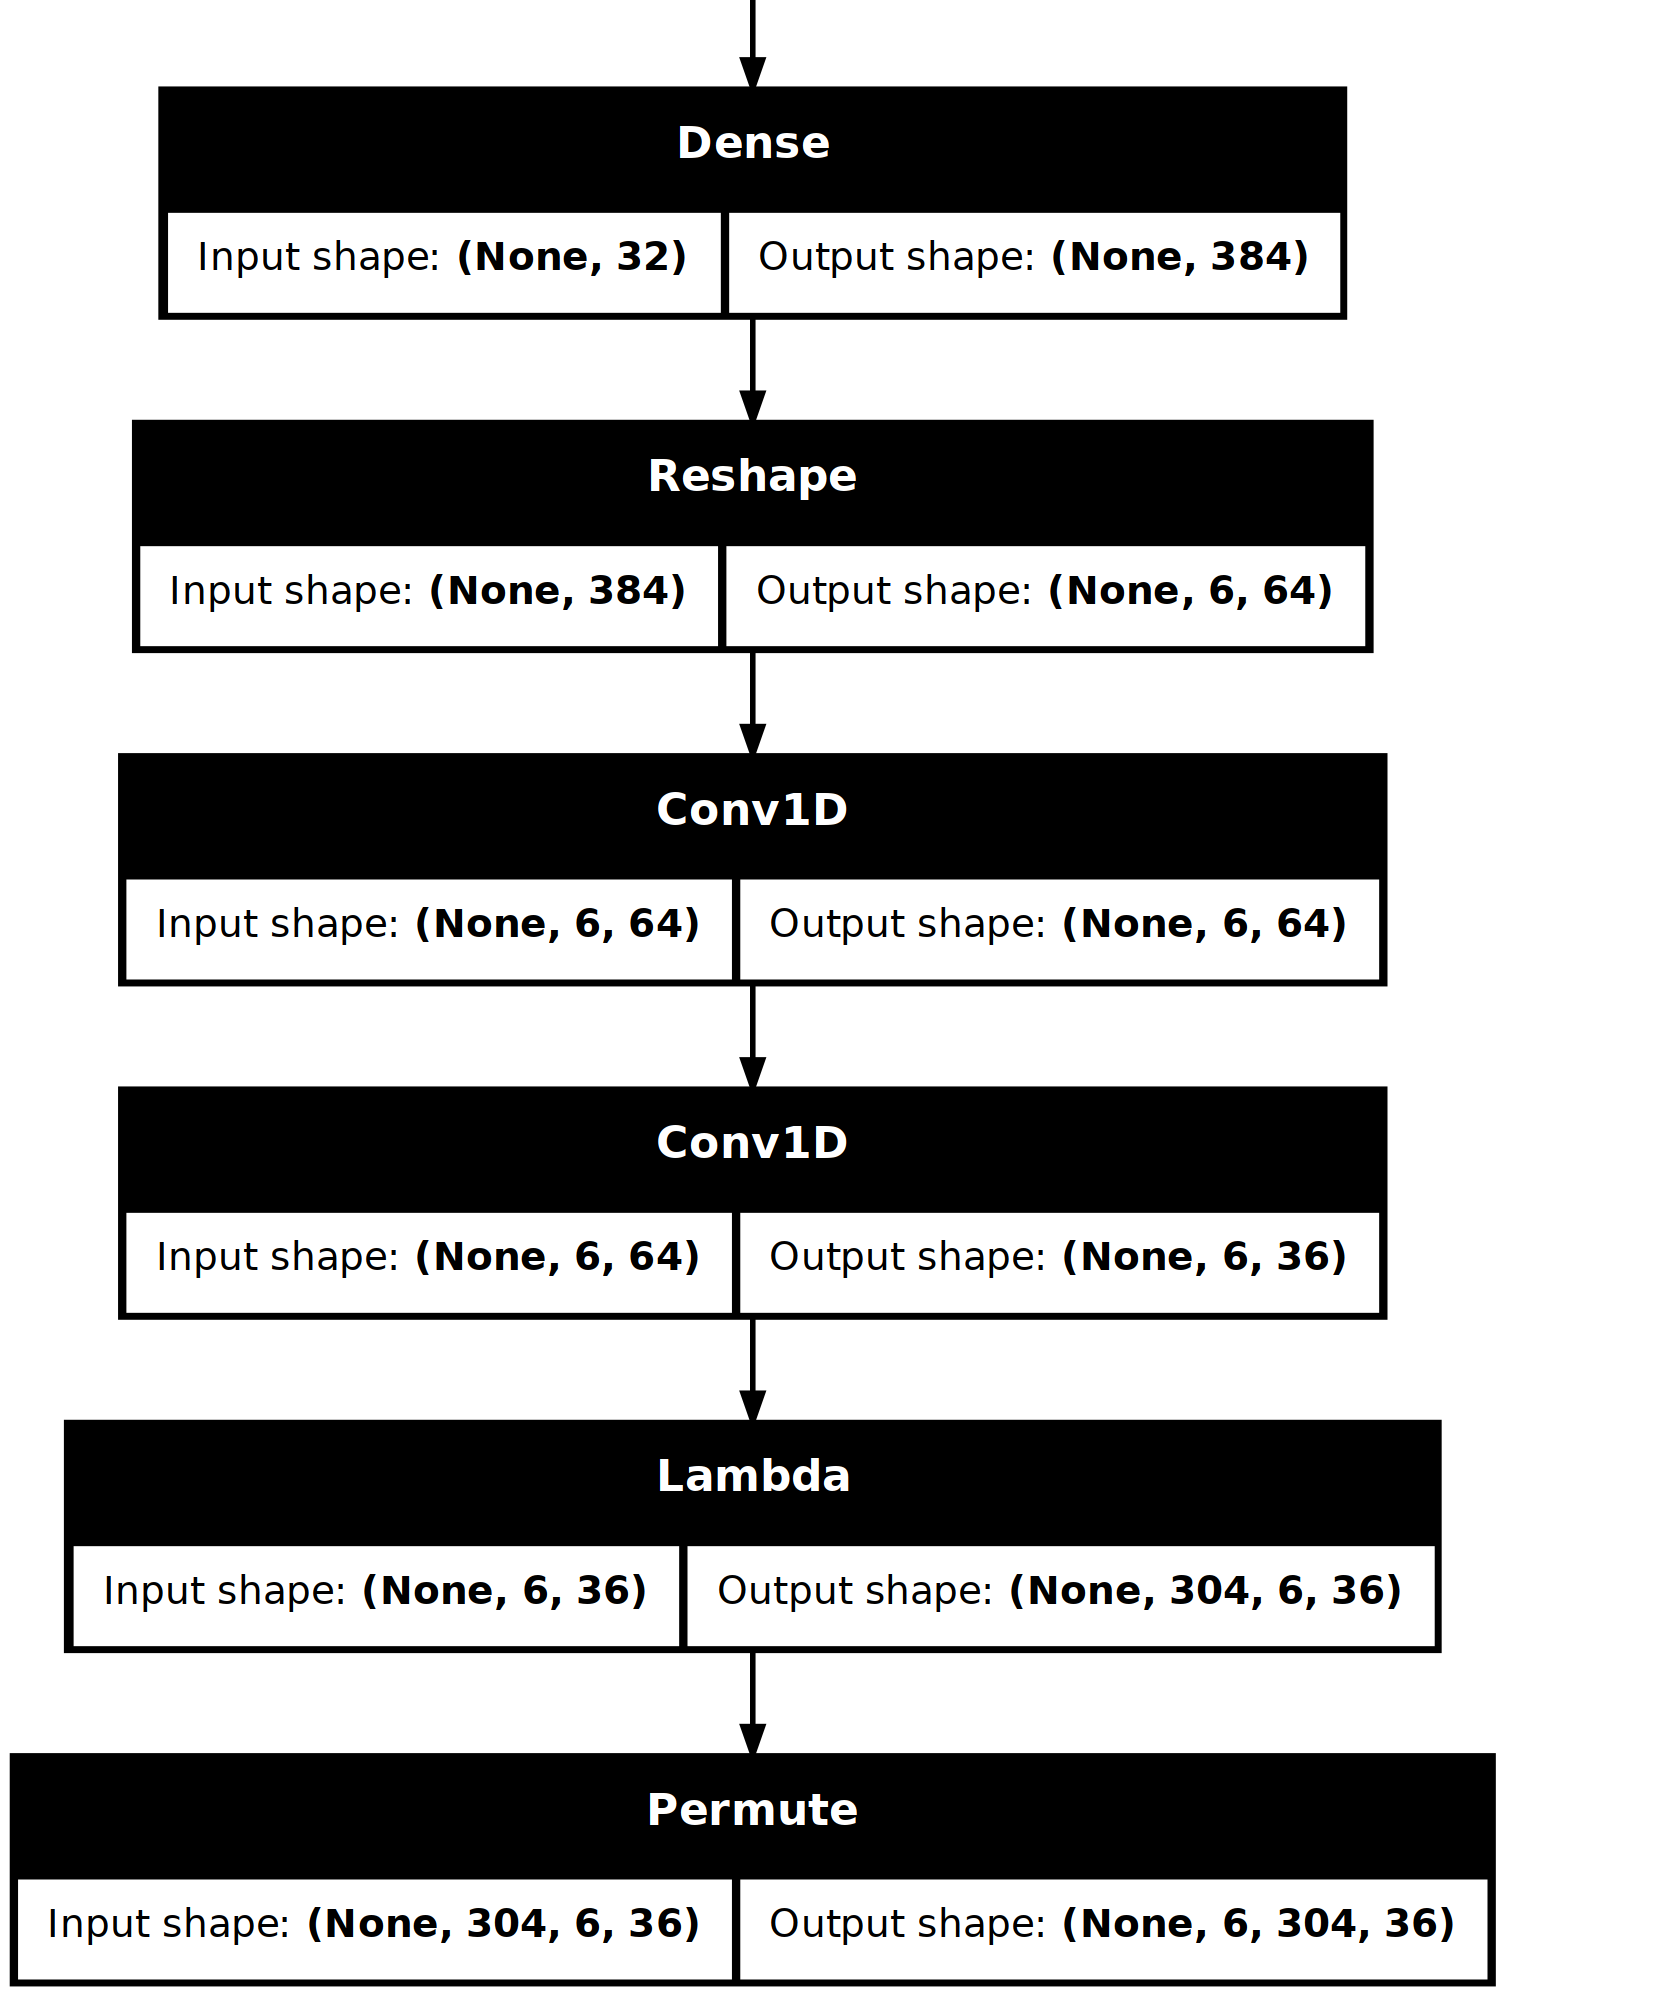 Dense
Input shape: (None, 32) Output shape: (None, 384)
Reshape
Input shape: (None, 384) Output shape: (None, 6, 64)
Conv1D
Input shape: (None, 6, 64) Output shape: (None, 6, 64)
Conv1D
Input shape: (None, 6, 64) Output shape: (None, 6, 36)
Lambda
Input shape: (None, 6, 36) Output shape: (None, 304, 6, 36)
Permute
Input shape: (None, 304, 6, 36) Output shape: (None, 6, 304, 36)